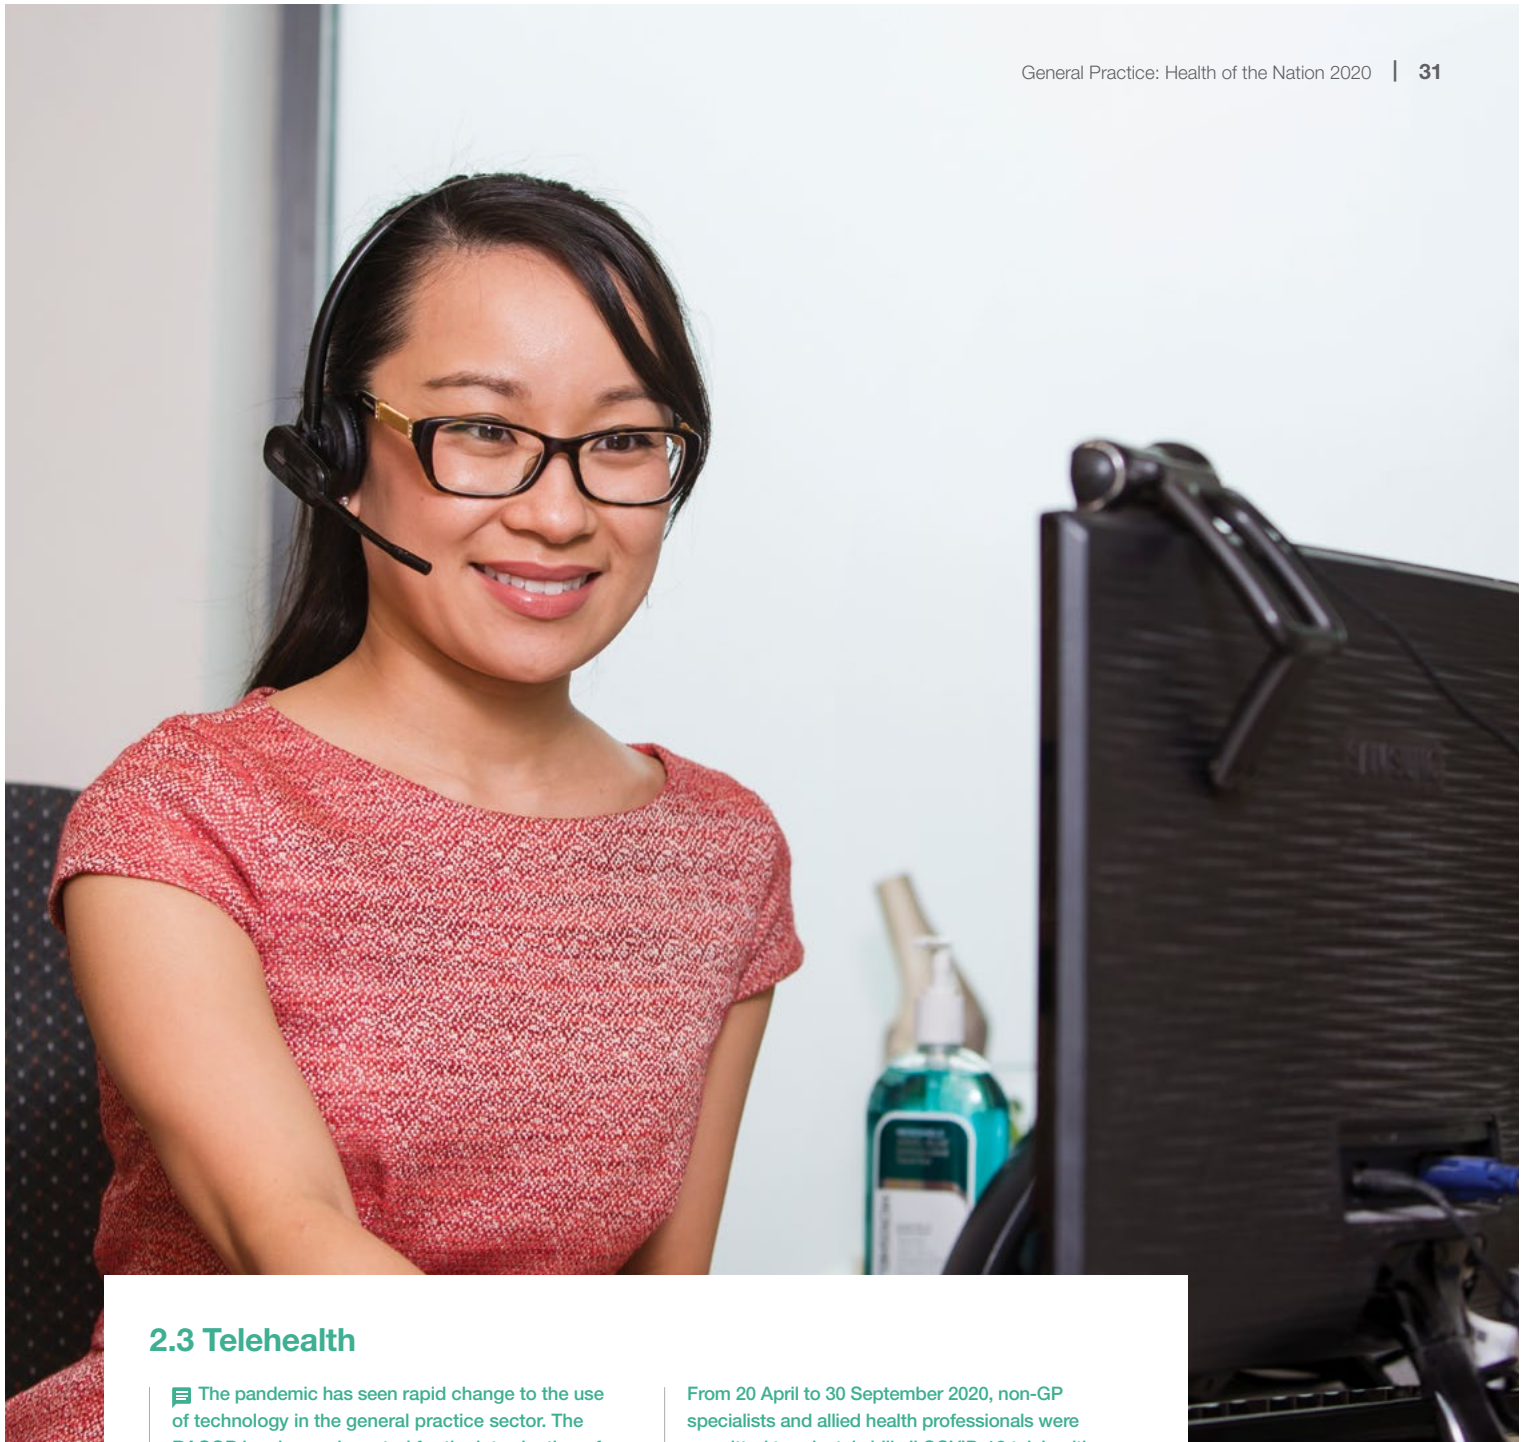 General Practice: Health of the Nation 2020 | 31
2.3 Telehealth
The pandemic has seen rapid change to the use
of technology in the general practice sector. The
From 20 April to 30 September 2020, non-GP
specialists and allied health professionals were